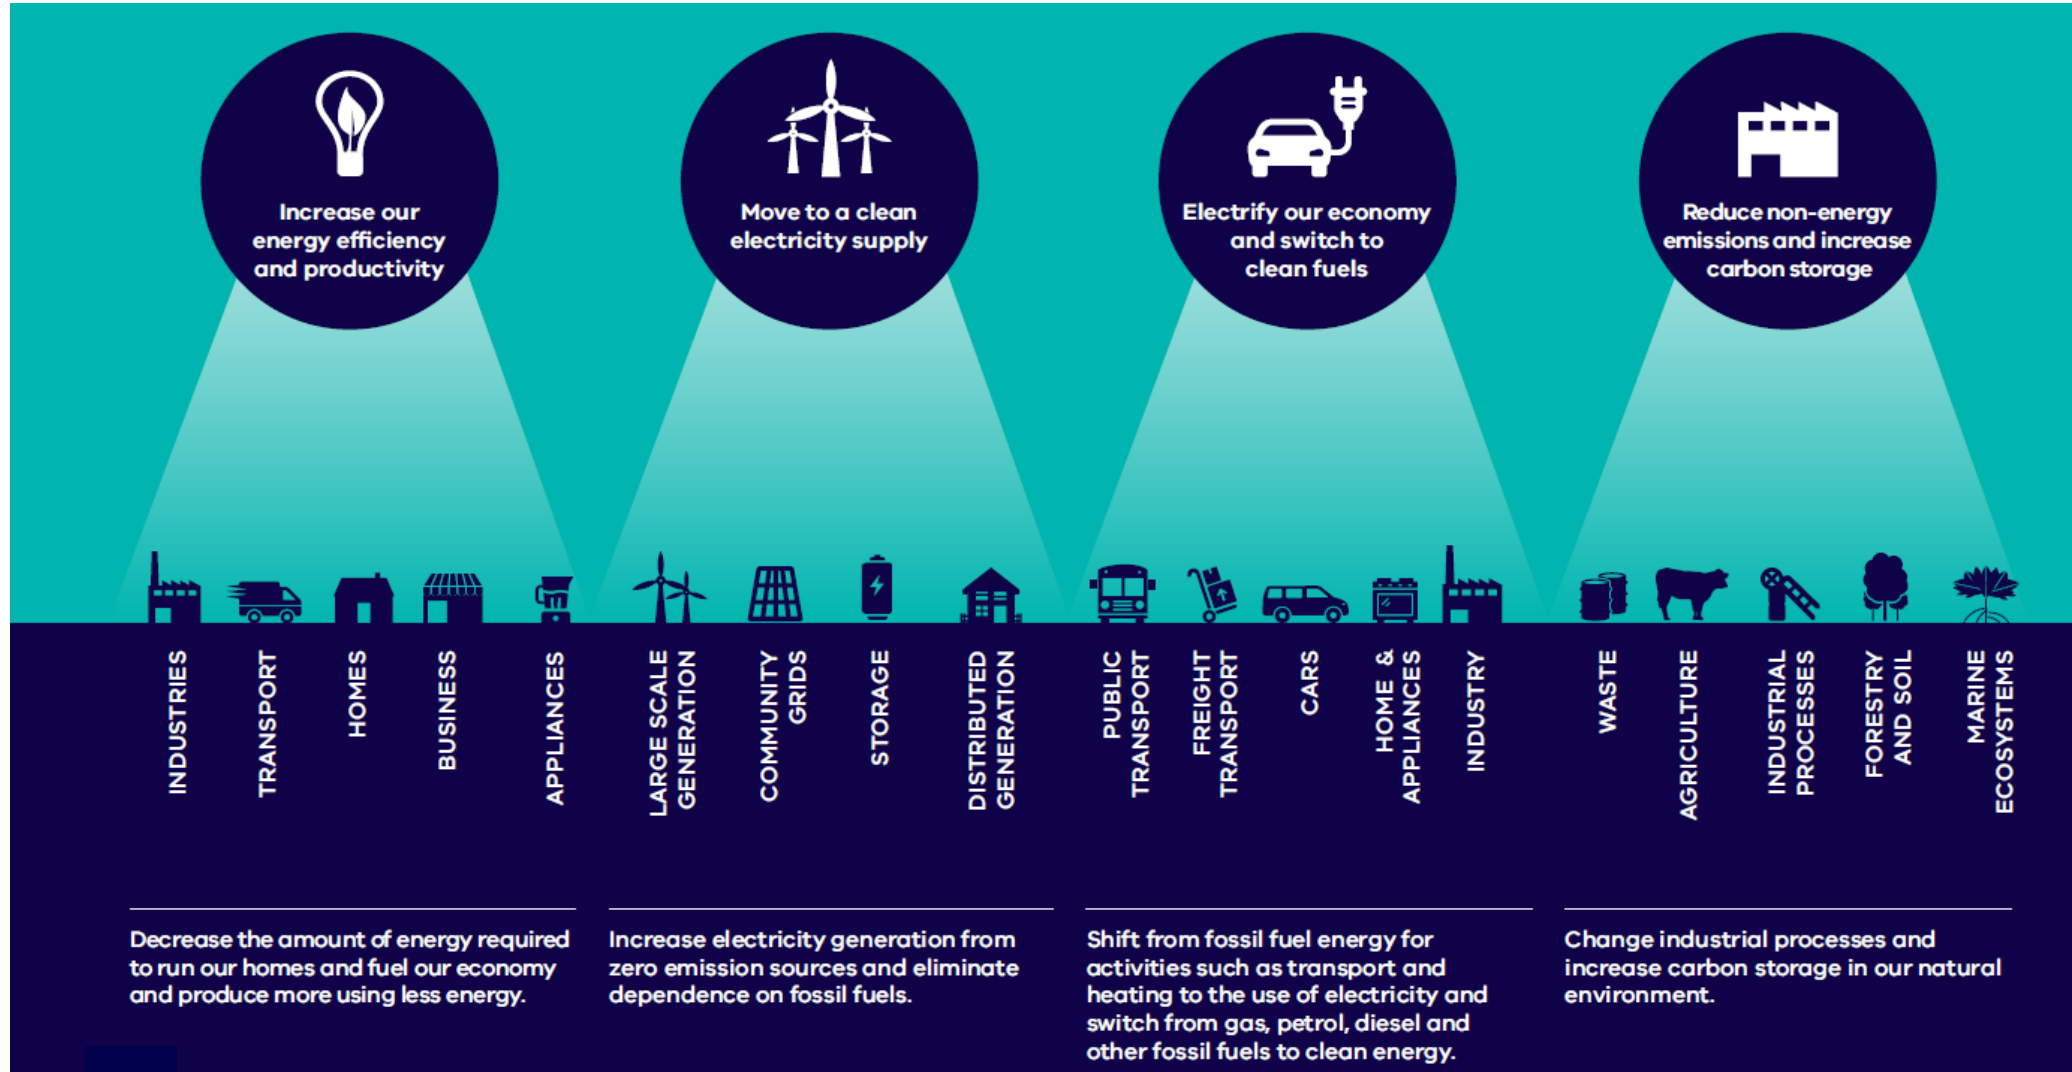 Increase our
energy efficiency
and productivity
Move to a clean
electricity supply
Electrify our economy
and switch to
clean fuels
Reduce non-energy
emissions and increase
carbon storage
INDUSTRIES
TRANSPORT
HOMES
BUSINESS
APPLIANCES
LARGE SCALE
GENERATION
COMMUNITY
GRIDS
STORAGE
DISTRIBUTED
GENERATION
PUBLIC
TRANSPORT
FREIGHT
TRANSPORT
CARS
HOME &
APPLIANCES
INDUSTRY
WASTE
AGRICULTURE
INDUSTRIAL
PROCESSES
FORESTRY
AND SOIL
MARINE
ECOSYSTEMS
Decrease the amount of energy required
to run our homes and fuel our economy
and produce more using less energy.
Increase electricity generation from
zero emission sources and eliminate
dependence on fossil fuels.
Shift from fossil fuel energy for
activities such as transport and
heating to the use of electricity and
switch from gas, petrol, diesel and
other fossil fuels to clean energy.
Change industrial processes and
increase carbon storage in our natural
environment.